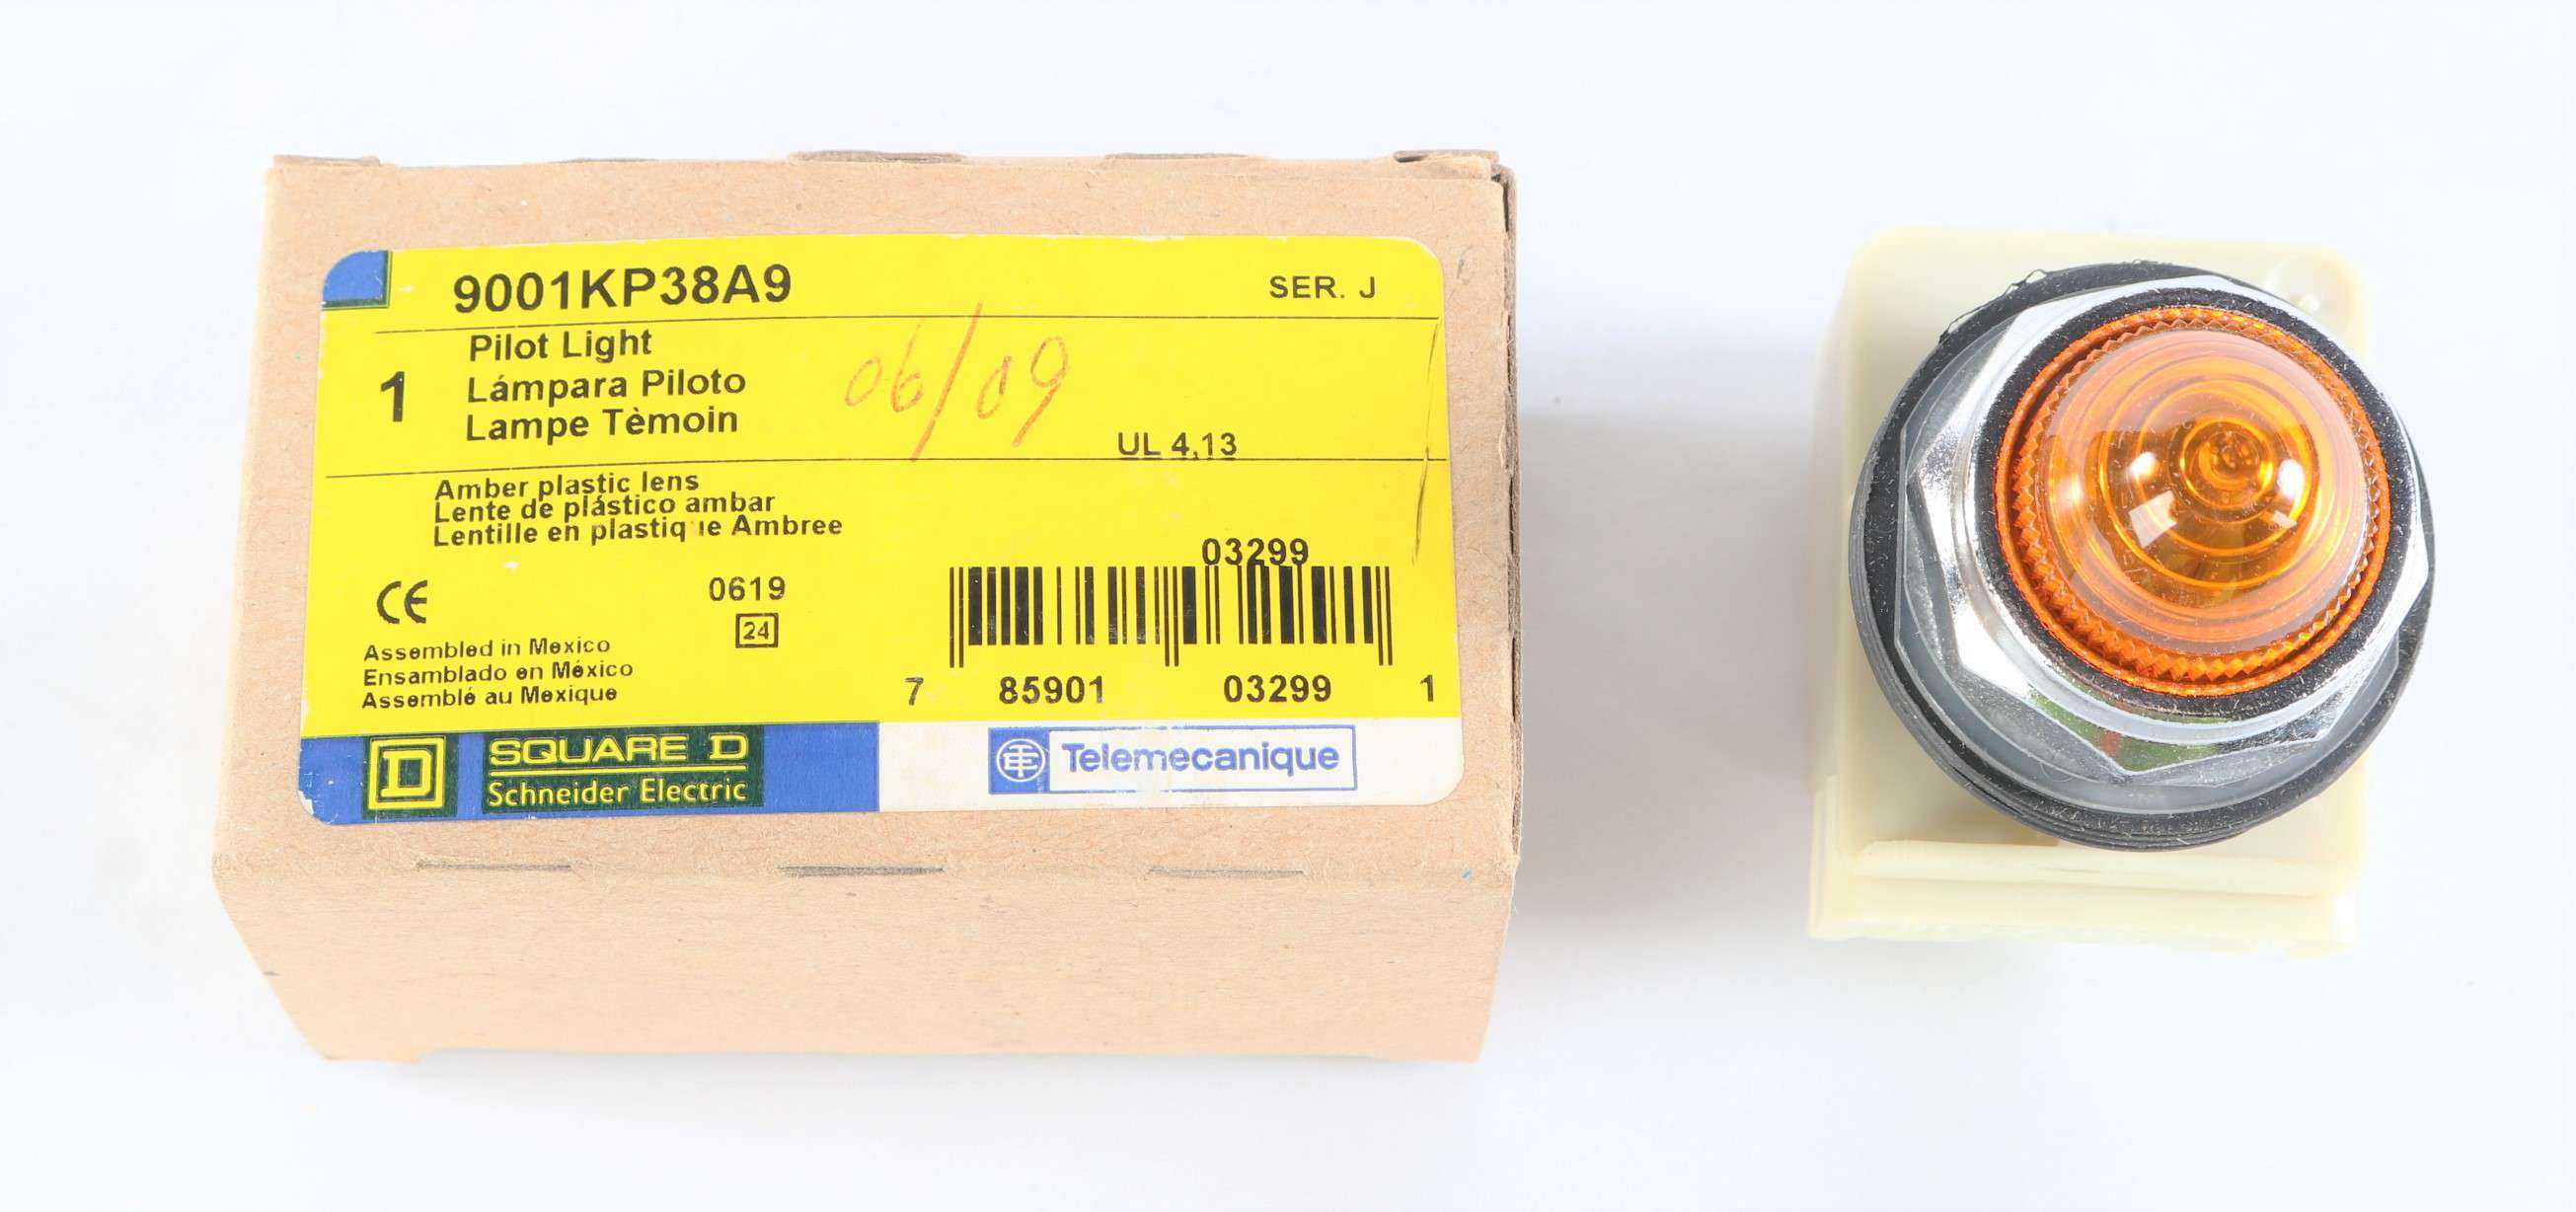 9001KP38A9 SER. J
1
Pilot Light
Lámpara Piloto
Lampe Tèmoin
06/09
UL 4,13
Amber plastic lens
Lente de plástico ambar
Lentille en plastique Ambree
03299
CE
0619
24
Assembled in Mexico
Ensamblado en México
Assemblé au Mexique
7 85901 03299 1
D
SQUARE D
Schneider Electric
TE Telemecanique